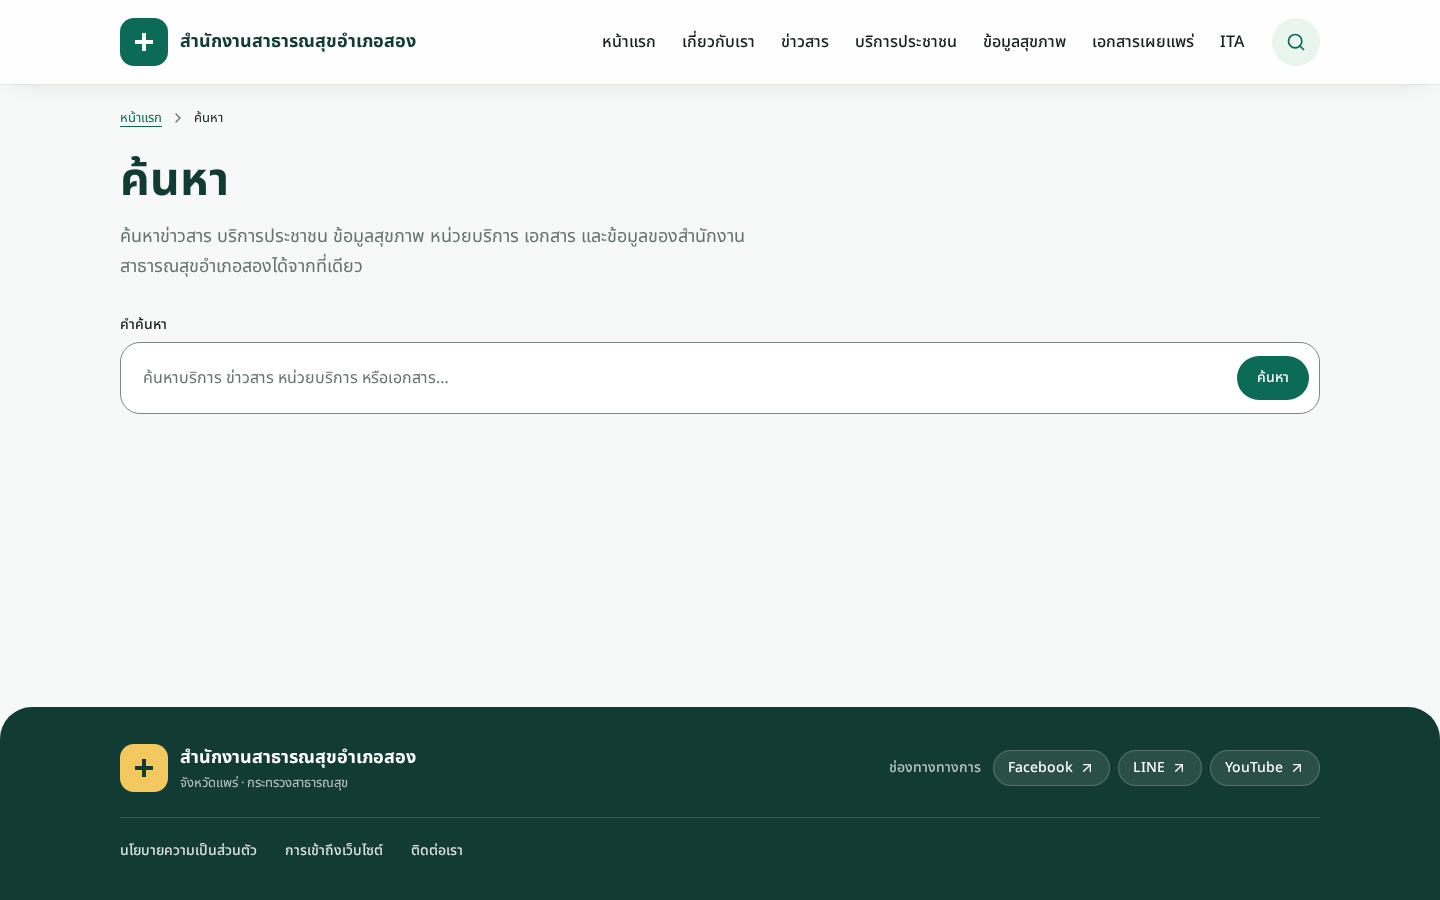 สำนักงานสาธารณสุขอำเภอสอง
หน้าแรก เกี่ยวกับเรา ข่าวสาร บริการประชาชน ข้อมูลสุขภาพ เอกสารเผยแพร่ ITA
หน้าแรก ค้นหา
ค้นหา
ค้นหาข่าวสาร บริการประชาชน ข้อมูลสุขภาพ หน่วยบริการ เอกสาร และข้อมูลของสำนักงาน
สาธารณสุขอำเภอสองได้จากที่เดียว
คำค้นหา
ค้นหาบริการ ข่าวสาร หน่วยบริการ หรือเอกสาร...
ค้นหา
สำนักงานสาธารณสุขอำเภอสอง
จังหวัดแพร่ · กระทรวงสาธารณสุข
ช่องทางทางการ Facebook LINE YouTube
นโยบายความเป็นส่วนตัว การเข้าถึงเว็บไซต์ ติดต่อเรา